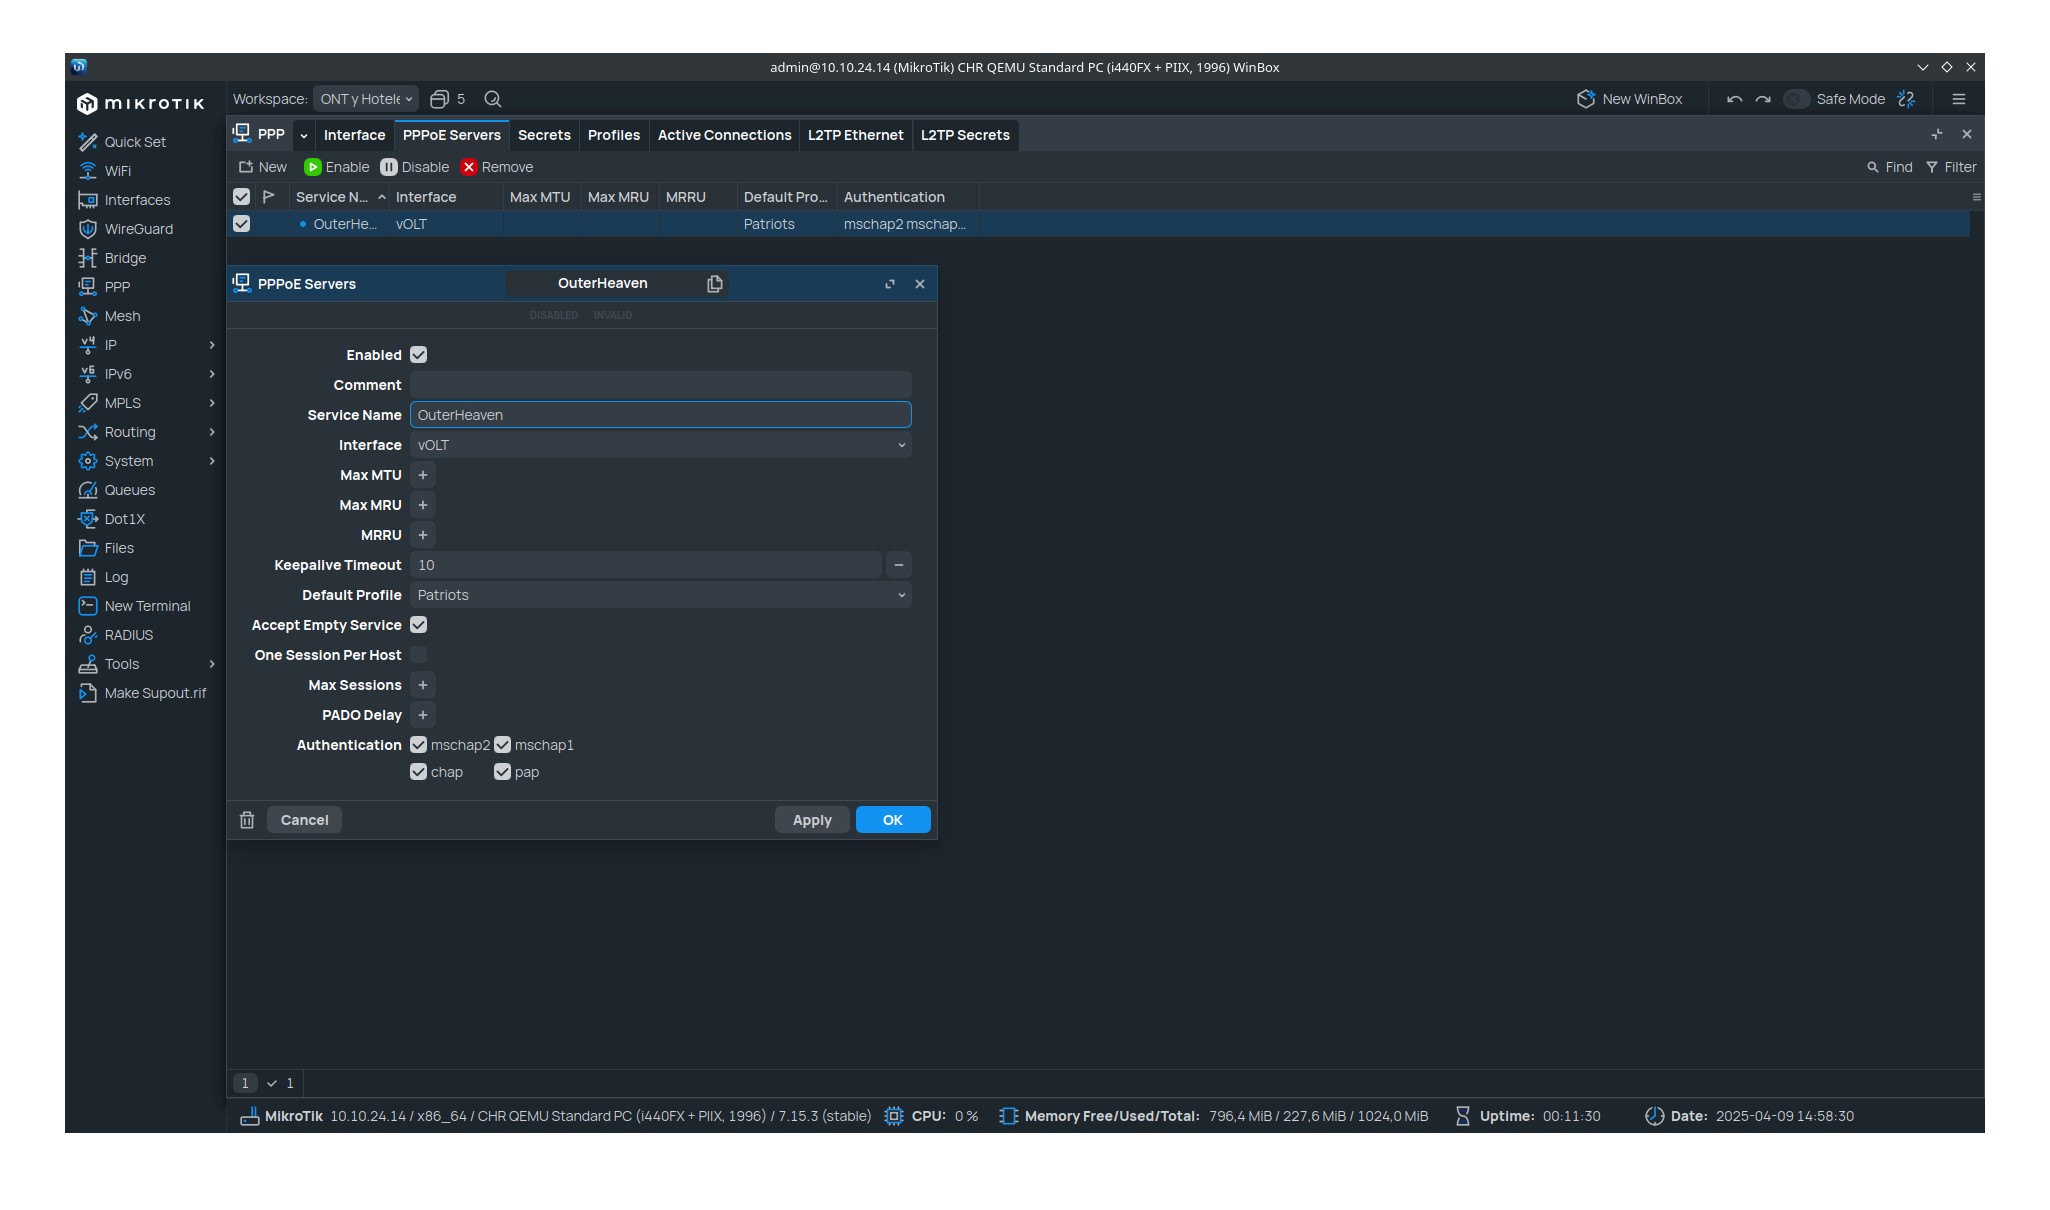 admin@10.10.24.14 (MikroTik) CHR QEMU Standard PC (i440FX + PIIX, 1996) WinBox
mikrotik
Workspace: ONT y Hotele 5
New WinBox Safe Mode
Quick Set
WiFi
Interfaces
WireGuard
Bridge
PPP
Mesh
IP
IPv6
MPLS
Routing
System
Queues
Dot1X
Files
Log
New Terminal
RADIUS
Tools
Make Supout.rif
PPP Interface PPPoE Servers Secrets Profiles Active Connections L2TP Ethernet L2TP Secrets
New Enable Disable Remove Find Filter
Service N... Interface Max MTU Max MRU MRRU Default Pro... Authentication
OuterHe... vOLT Patriots mschap2 mschap...
PPPoE Servers OuterHeaven
DISABLED INVALID
Enabled
Comment
Service Name OuterHeaven
Interface vOLT
Max MTU +
Max MRU +
MRRU +
Keepalive Timeout 10 −
Default Profile Patriots
Accept Empty Service
One Session Per Host
Max Sessions +
PADO Delay +
Authentication mschap2 mschap1
chap pap
Cancel Apply OK
1 1
MikroTik 10.10.24.14 / x86_64 / CHR QEMU Standard PC (i440FX + PIIX, 1996) / 7.15.3 (stable) CPU: 0 % Memory Free/Used/Total: 796,4 MiB / 227,6 MiB / 1024,0 MiB Uptime: 00:11:30 Date: 2025-04-09 14:58:30